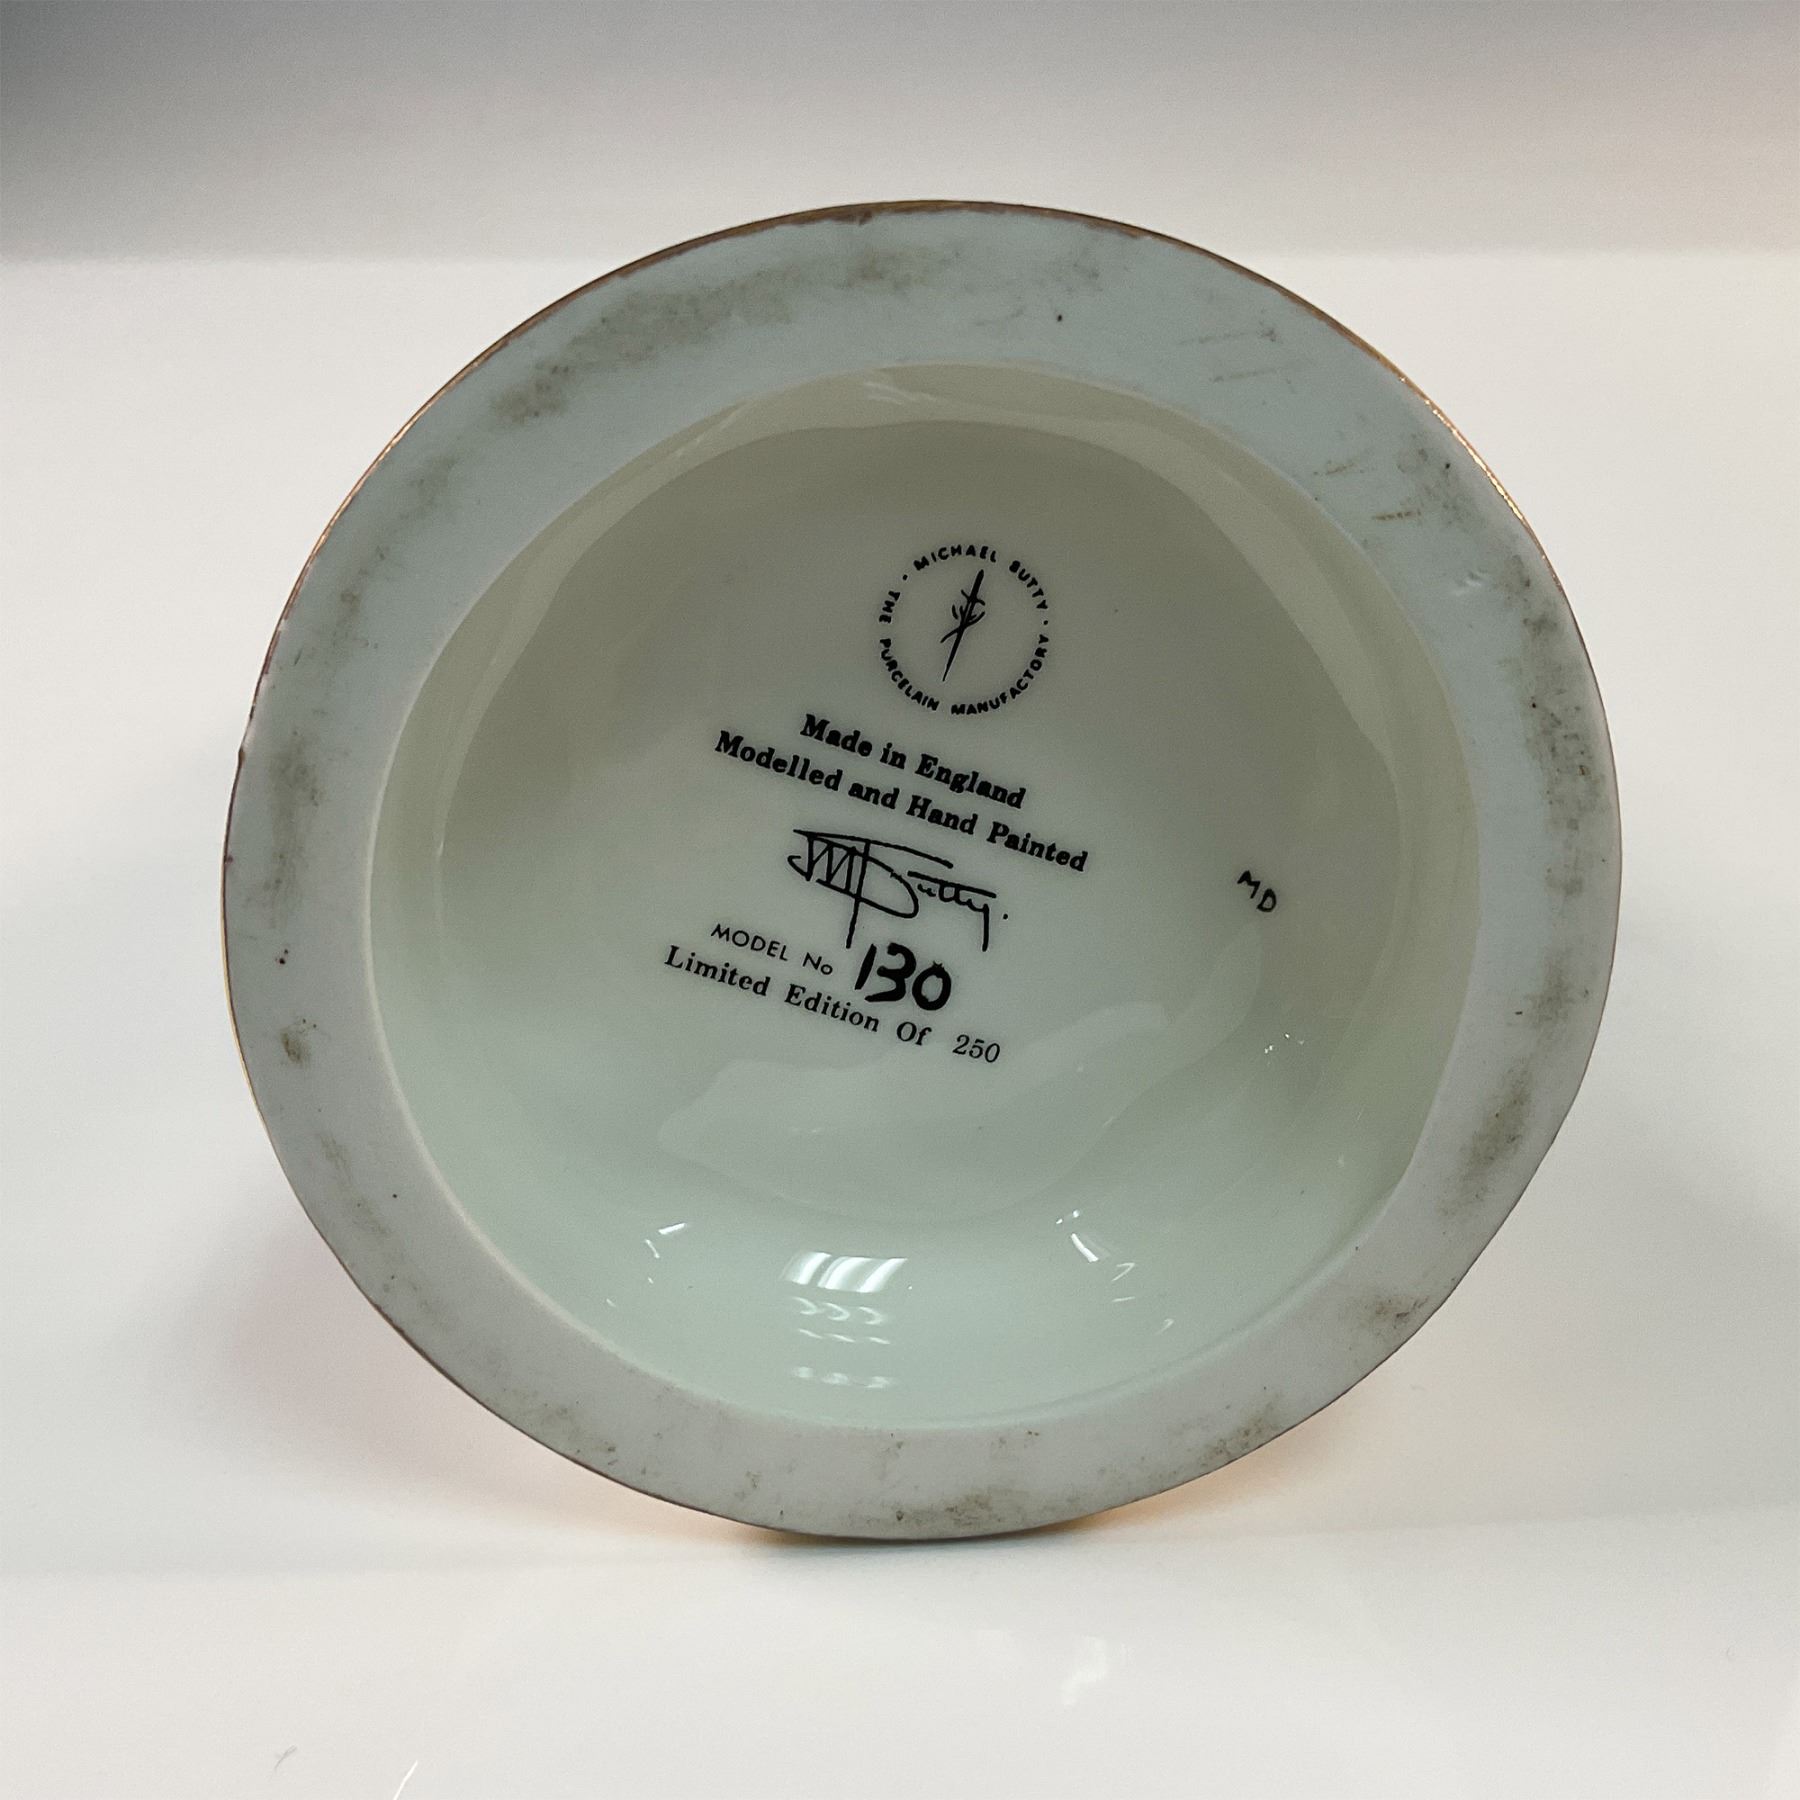 · MICHAEL SUTTY · THE PORCELAIN MANUFACTORY
Made in England
Modelled and Hand Painted
M Sutty.
MODEL No 130
Limited Edition Of 250
MD